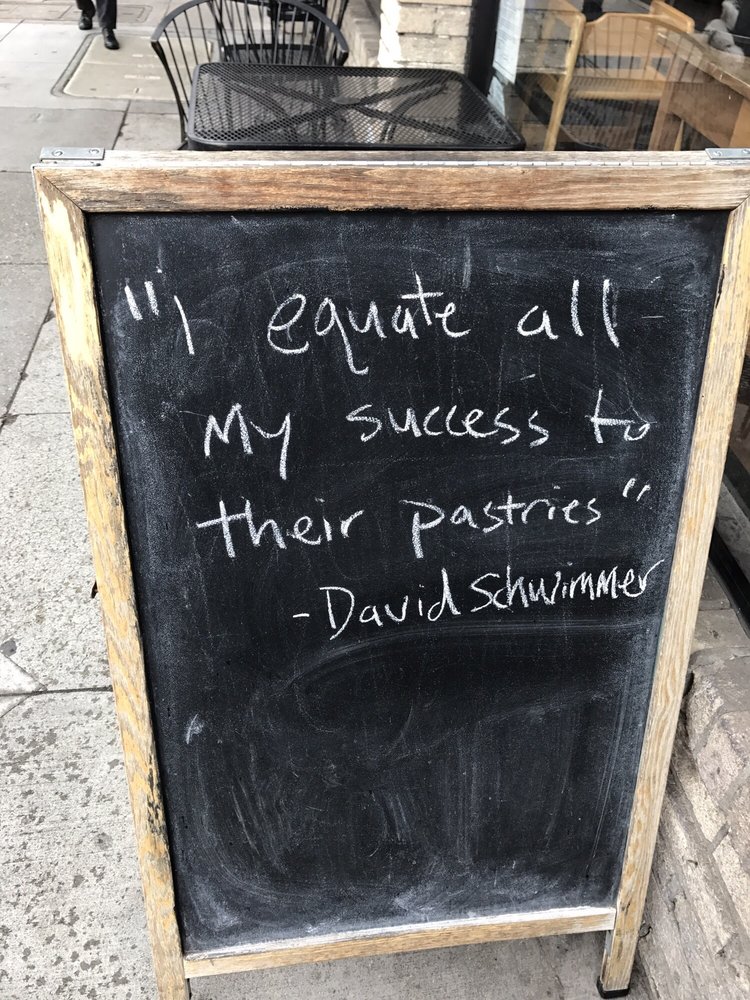 "i equate all
My success to
their pastries"
-David Schwimmer